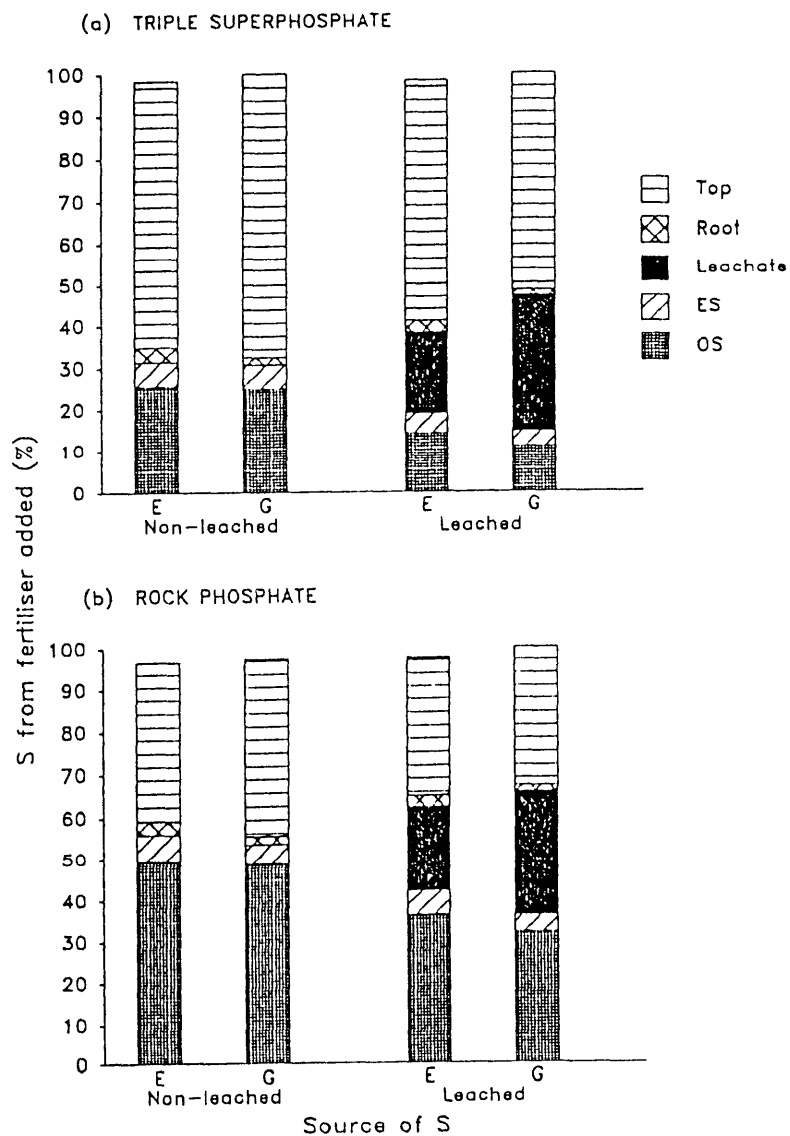 (a) TRIPLE SUPERPHOSPHATE
100
90
80
70
60
50
40
30
20
10
0
E
G
E
G
Non-leached
Leached
Top
Root
Leachate
ES
OS
S from fertiliser added (%)
(b) ROCK PHOSPHATE
100
90
80
70
60
50
40
30
20
10
0
E
G
E
G
Non-leached
Leached
Source of S